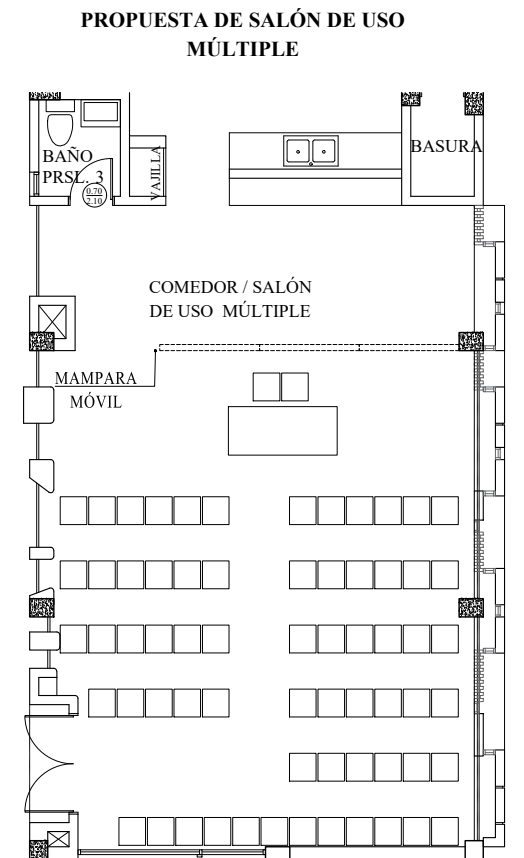 PROPUESTA DE SALÓN DE USO
MÚLTIPLE
BAÑO
PRSL. 3
0.70
2.10
VAJILLA
BASURA
COMEDOR / SALÓN
DE USO MÚLTIPLE
MAMPARA
MÓVIL